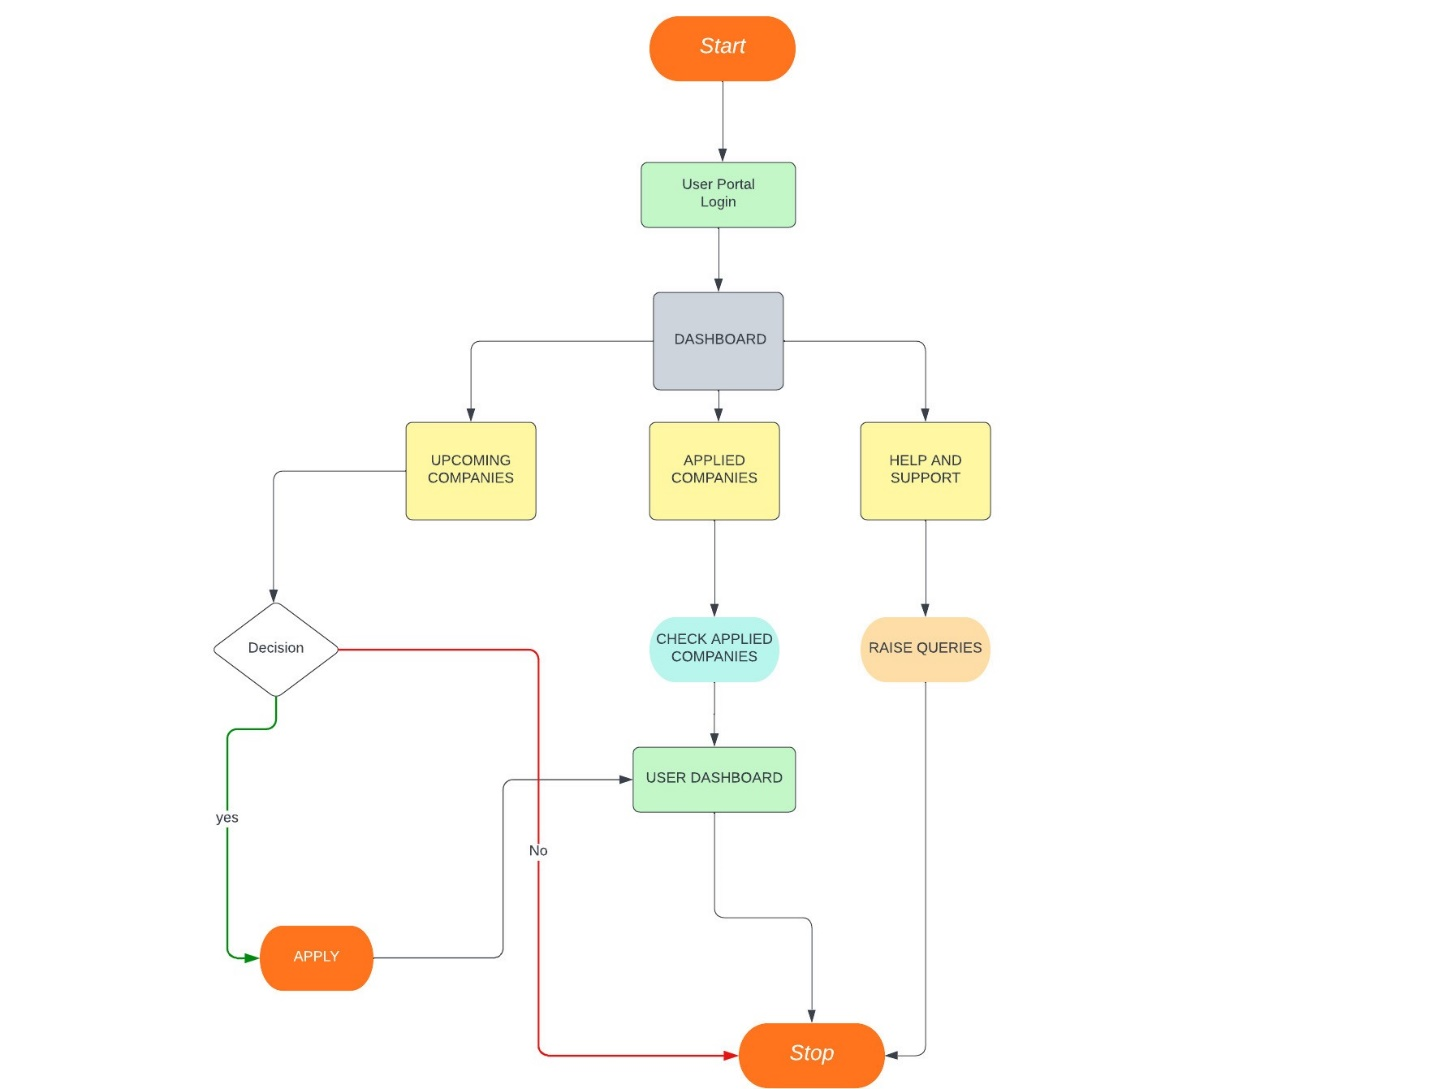 Start
User Portal
Login
DASHBOARD
UPCOMING
COMPANIES
APPLIED
COMPANIES
HELP AND
SUPPORT
Decision
CHECK APPLIED
COMPANIES
RAISE QUERIES
USER DASHBOARD
yes
No
APPLY
Stop